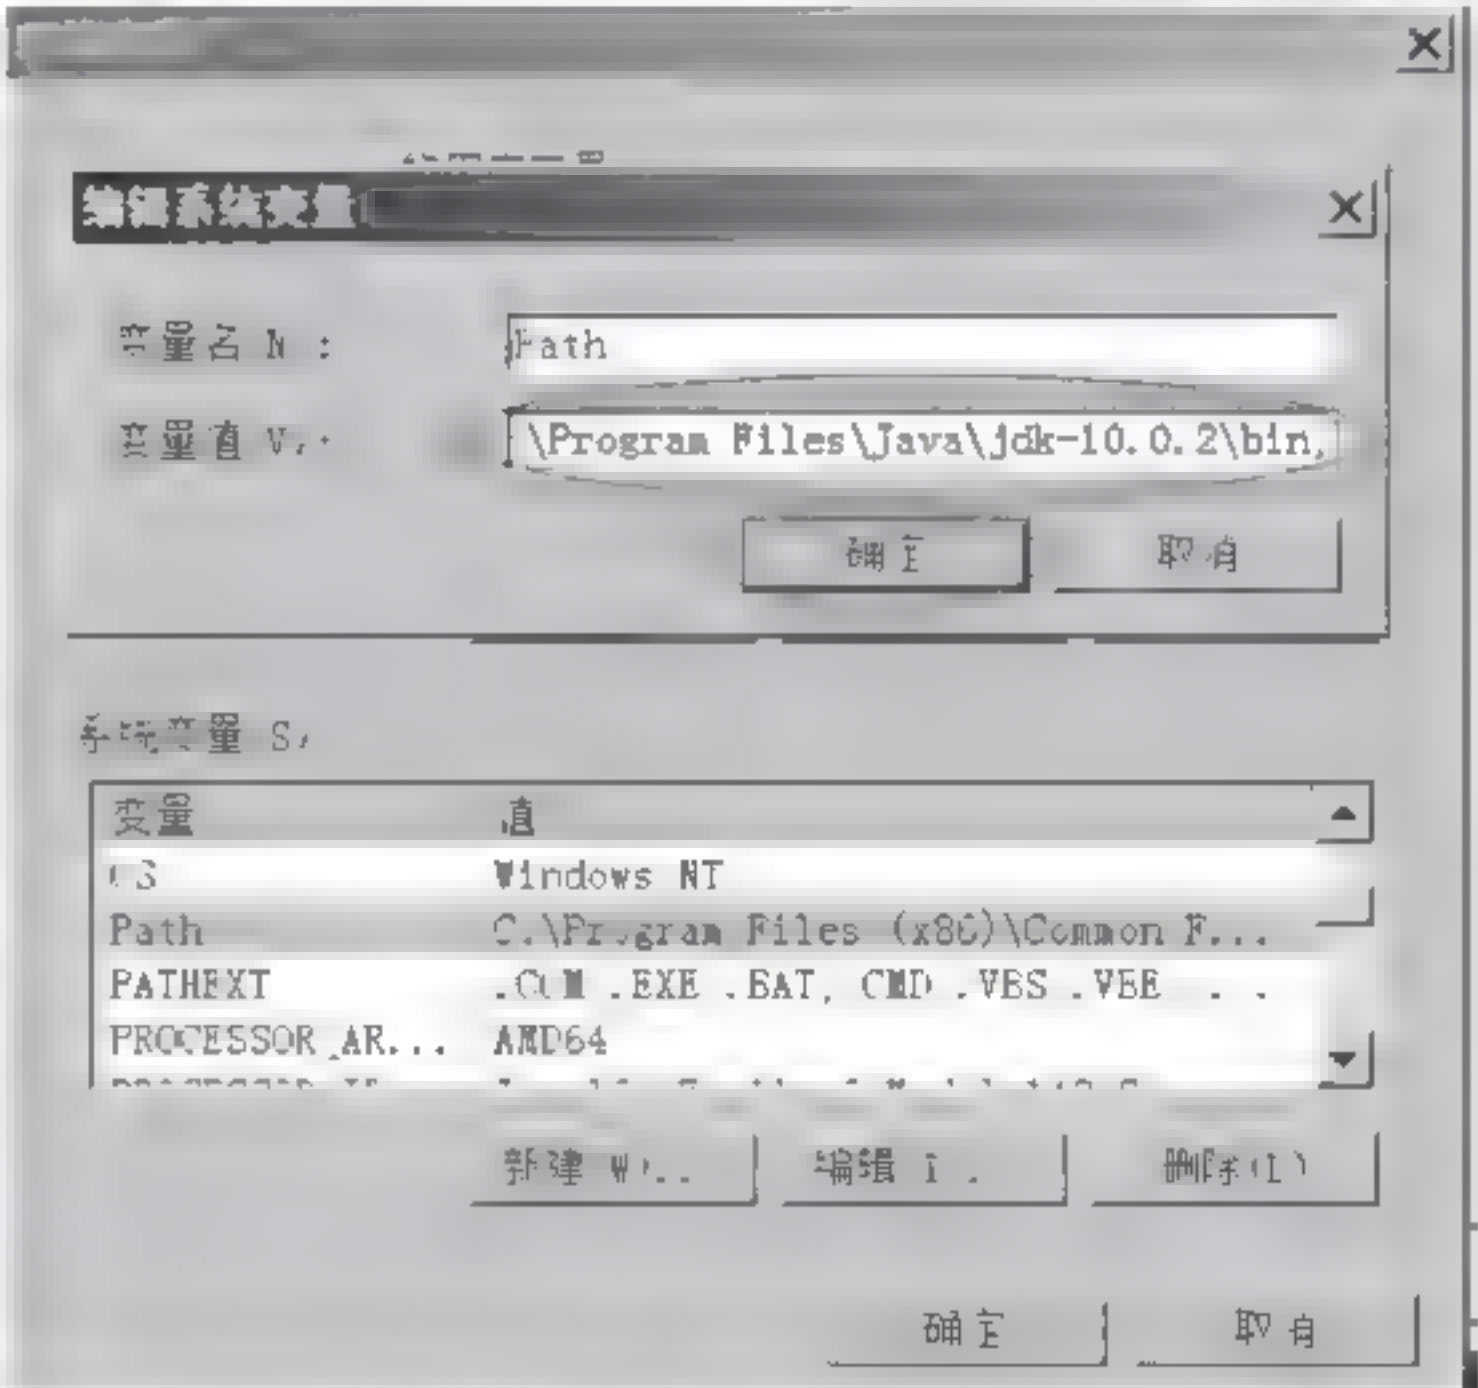 编辑系统变量
变量名 N :
Path
变量值 V
\Program Files\Java\jdk-10.0.2\bin
确定
取消
系统变量 S
变量 值
OS Windows NT
Path C:\Program Files (x86)\Common F...
PATHEXT .COM .EXE .BAT .CMD .VBS .VBE
PROCESSOR_AR... AMD64
新建 W)..
编辑
删除(L)
确定
取消